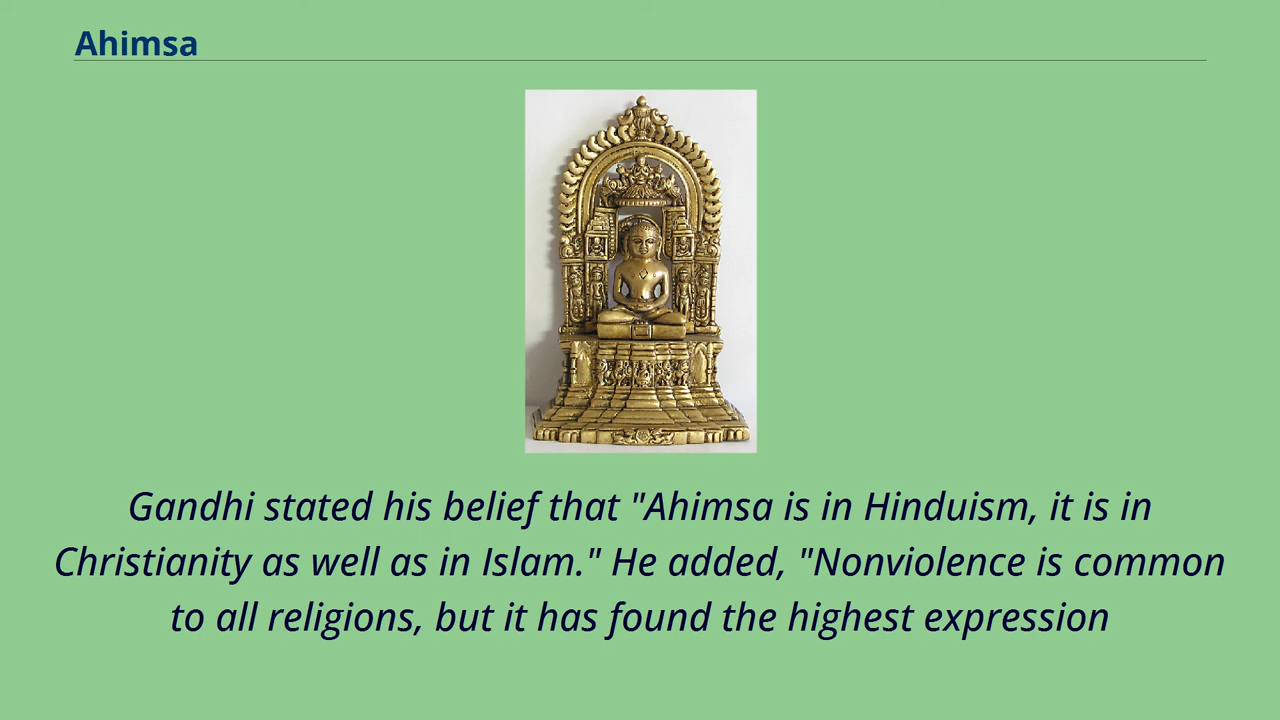 Ahimsa
Gandhi stated his belief that "Ahimsa is in Hinduism, it is in
Christianity as well as in Islam." He added, "Nonviolence is common
to all religions, but it has found the highest expression